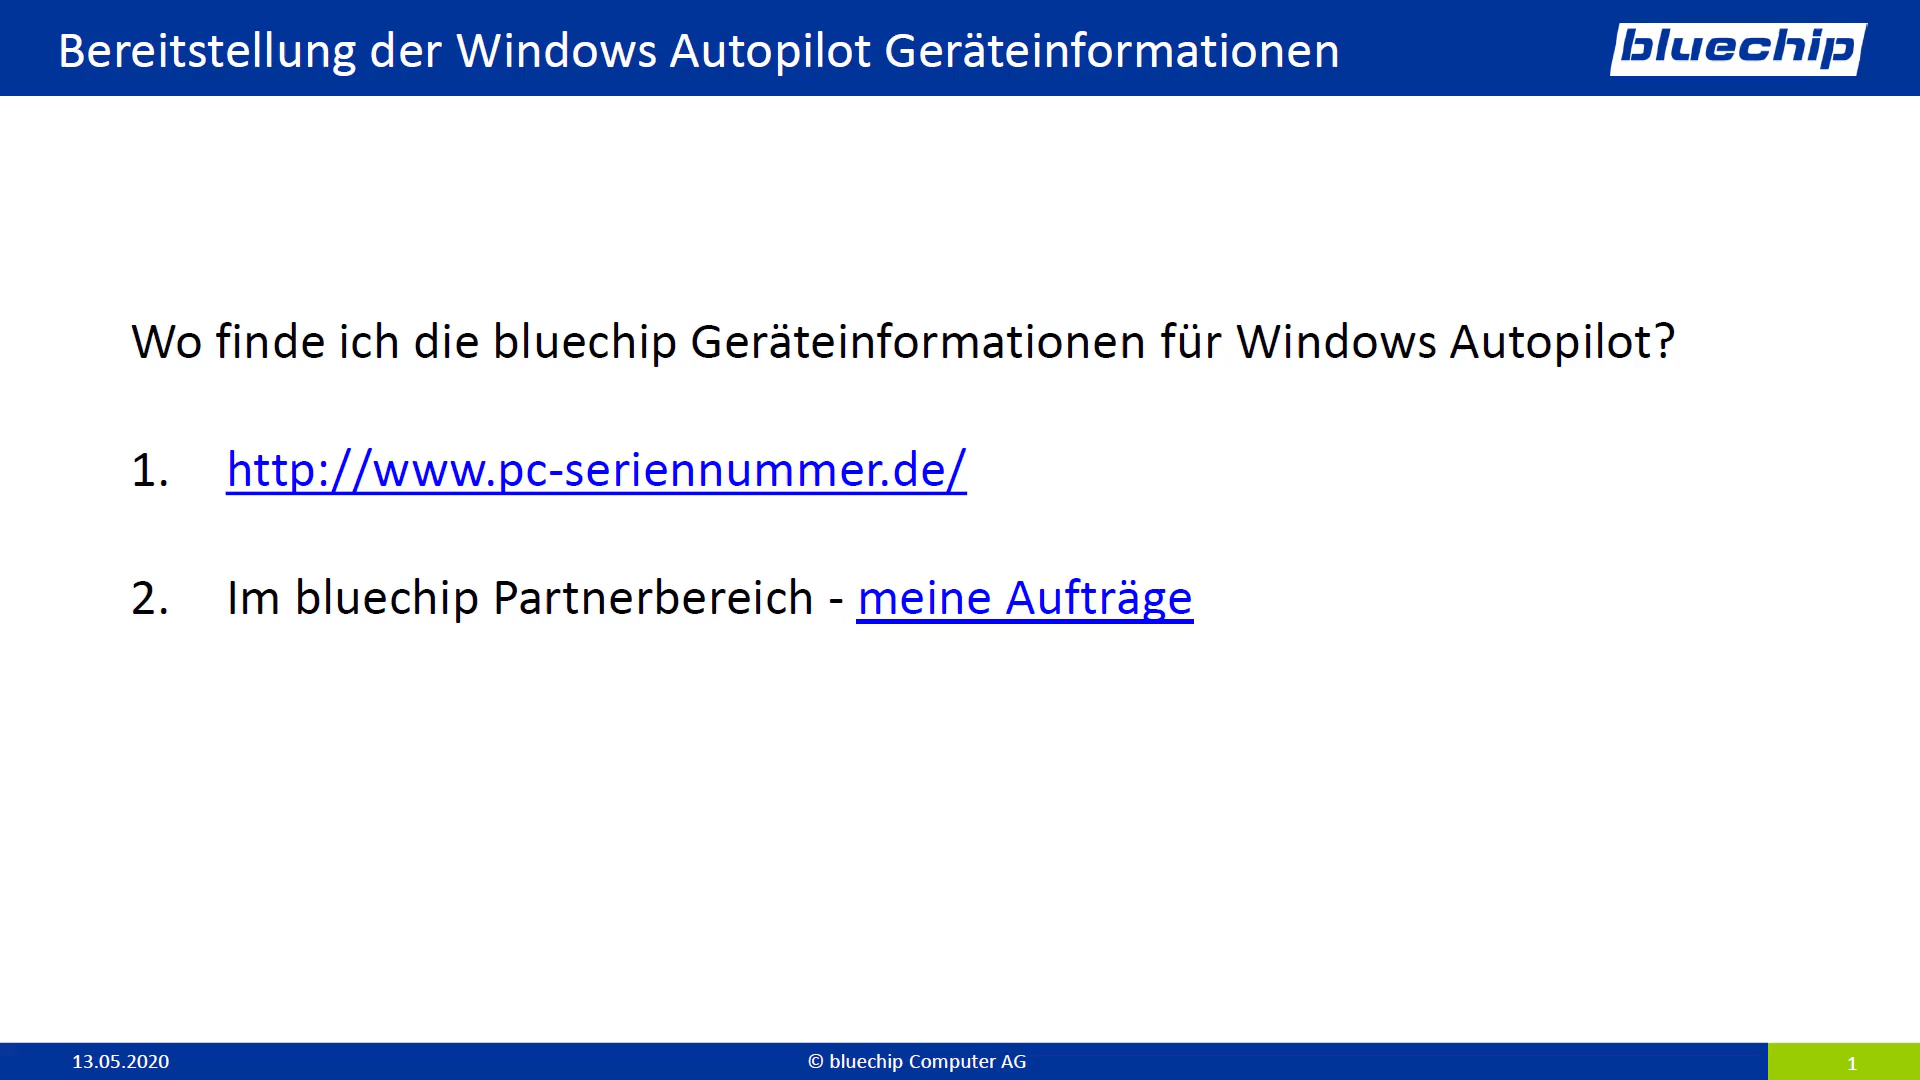 Bereitstellung der Windows Autopilot Geräteinformationen
bluechip
Wo finde ich die bluechip Geräteinformationen für Windows Autopilot?
1. http://www.pc-seriennummer.de/
2. Im bluechip Partnerbereich - meine Aufträge
13.05.2020
© bluechip Computer AG
1